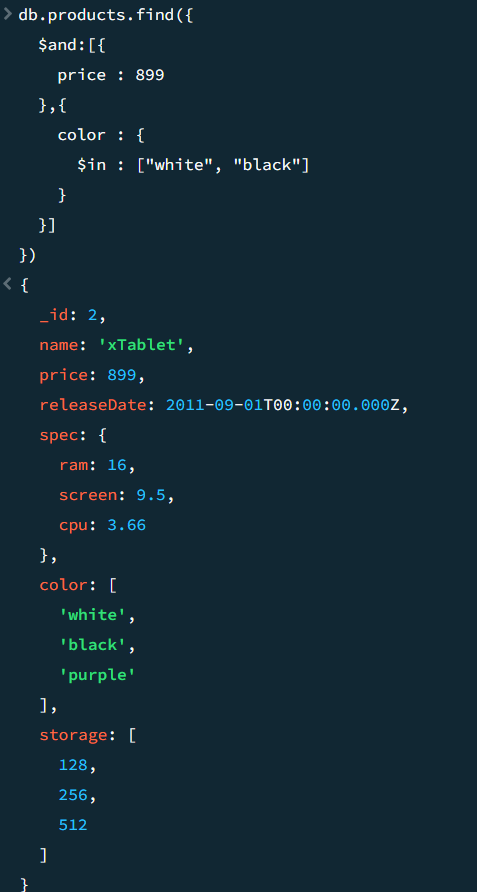 > db.products.find({
    $and:[{
      price : 899
    },{
      color : {
        $in : ["white", "black"]
      }
    }]
  })
< {
    _id: 2,
    name: 'xTablet',
    price: 899,
    releaseDate: 2011-09-01T00:00:00.000Z,
    spec: {
      ram: 16,
      screen: 9.5,
      cpu: 3.66
    },
    color: [
      'white',
      'black',
      'purple'
    ],
    storage: [
      128,
      256,
      512
    ]
  }